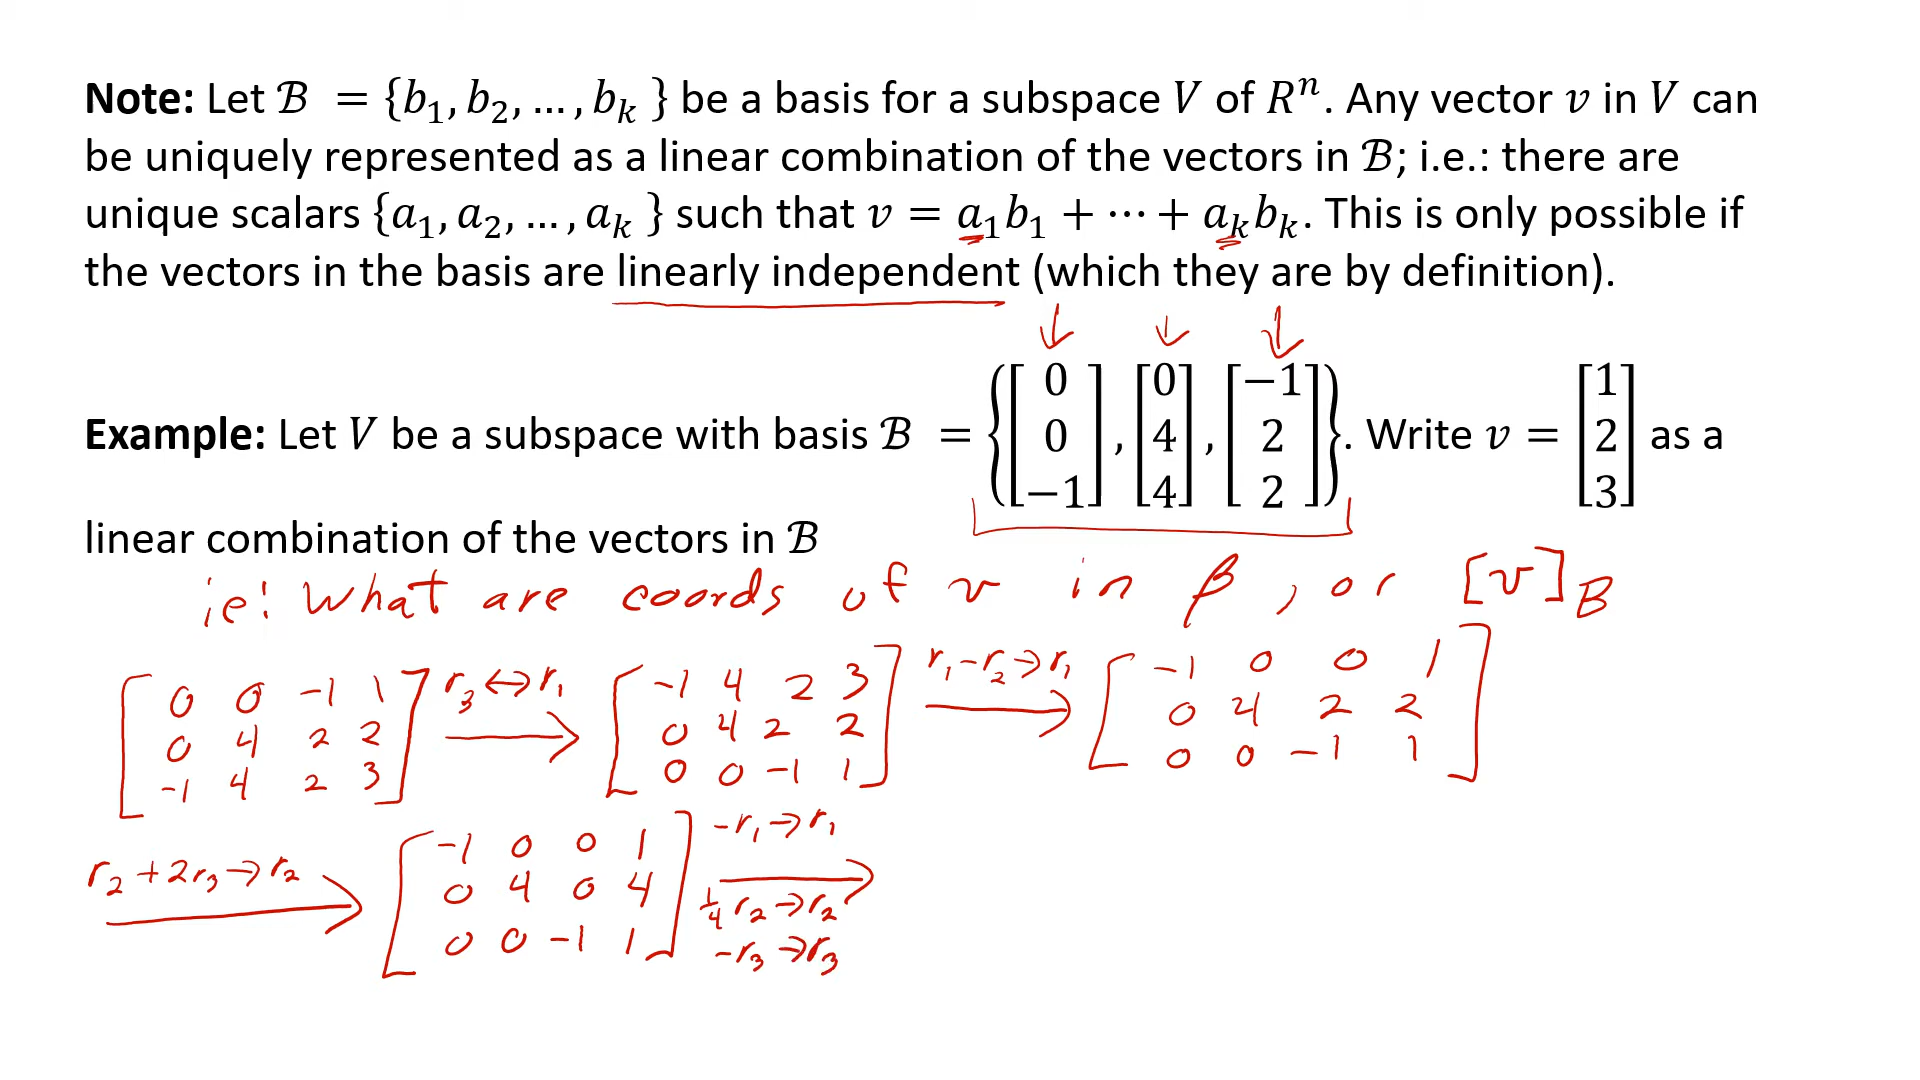 Note: Let ℬ = {b₁, b₂, … , bₖ } be a basis for a subspace V of Rⁿ. Any vector v in V can
be uniquely represented as a linear combination of the vectors in ℬ; i.e.: there are
unique scalars {a₁, a₂, … , aₖ } such that v = a₁b₁ + ⋯ + aₖbₖ. This is only possible if
the vectors in the basis are linearly independent (which they are by definition).
Example: Let V be a subspace with basis ℬ = {[0 0 −1], [0 4 4], [−1 2 2]}. Write v = [1 2 3] as a
linear combination of the vectors in ℬ
ie: What are coords of v in β, or [v]B
[0 0 -1 1
0 4 2 2
-1 4 2 3]
r₃ ↔ r₁
[-1 4 2 3
0 4 2 2
0 0 -1 1]
r₁ - r₂ → r₁
[-1 0 0 1
0 4 2 2
0 0 -1 1]
r₂ + 2r₃ → r₂
[-1 0 0 1
0 4 0 4
0 0 -1 1]
-r₁ → r₁
¼ r₂ → r₂
-r₃ → r₃